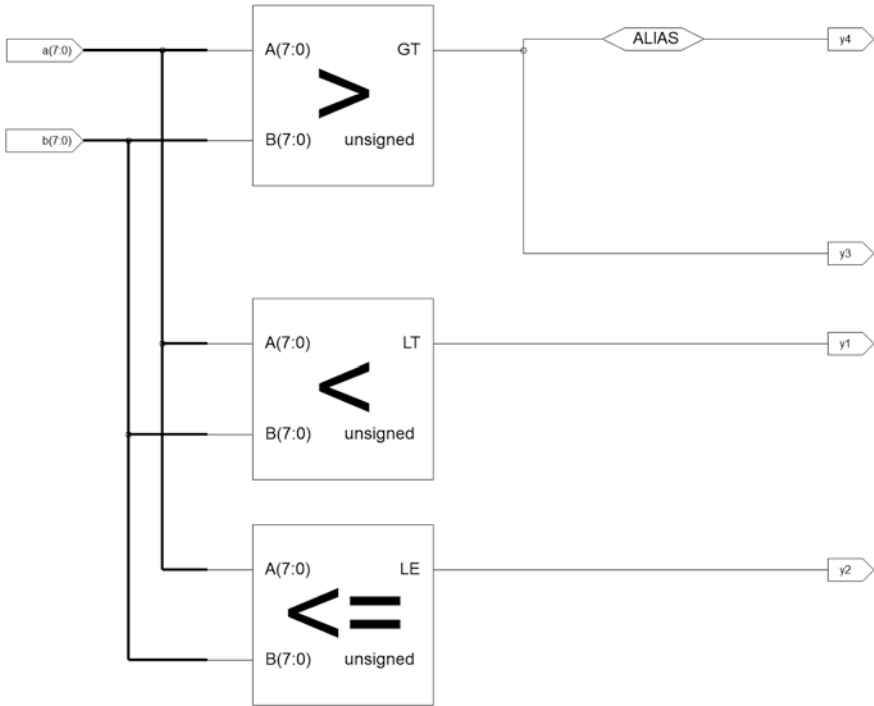 a(7:0)
A(7:0) GT
ALIAS
y4
>
b(7:0)
B(7:0) unsigned
y3
A(7:0) LT
y1
<
B(7:0) unsigned
A(7:0) LE
y2
<=
B(7:0) unsigned